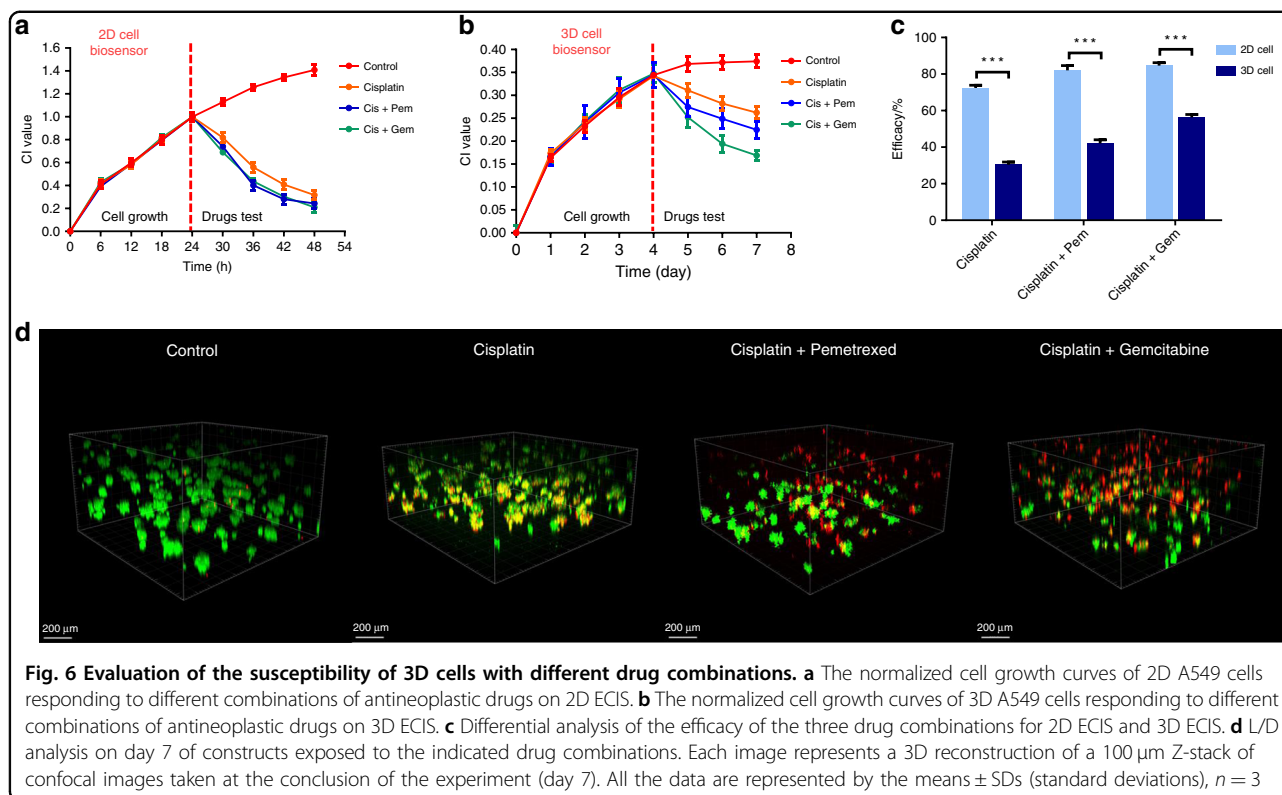 a
2D cell
biosensor
CI value
1.6
1.4
1.2
1.0
0.8
0.6
0.4
0.2
0.0
Cell growth
Drugs test
0 6 12 18 24 30 36 42 48 54
Time (h)
Control
Cisplatin
Cis + Pem
Cis + Gem
b
3D cell
biosensor
CI value
0.40
0.35
0.30
0.25
0.20
0.15
0.10
0.05
0.00
Cell growth
Drugs test
0 1 2 3 4 5 6 7 8
Time (day)
Control
Cisplatin
Cis + Pem
Cis + Gem
c
Efficacy/%
100
80
60
40
20
0
***
***
***
2D cell
3D cell
Cisplatin
Cisplatin + Pem
Cisplatin + Gem
d
Control
Cisplatin
Cisplatin + Pemetrexed
Cisplatin + Gemcitabine
200 μm
200 μm
200 μm
200 μm
Fig. 6 Evaluation of the susceptibility of 3D cells with different drug combinations. a The normalized cell growth curves of 2D A549 cells
responding to different combinations of antineoplastic drugs on 2D ECIS. b The normalized cell growth curves of 3D A549 cells responding to different
combinations of antineoplastic drugs on 3D ECIS. c Differential analysis of the efficacy of the three drug combinations for 2D ECIS and 3D ECIS. d L/D
analysis on day 7 of constructs exposed to the indicated drug combinations. Each image represents a 3D reconstruction of a 100 μm Z-stack of
confocal images taken at the conclusion of the experiment (day 7). All the data are represented by the means ± SDs (standard deviations), n = 3